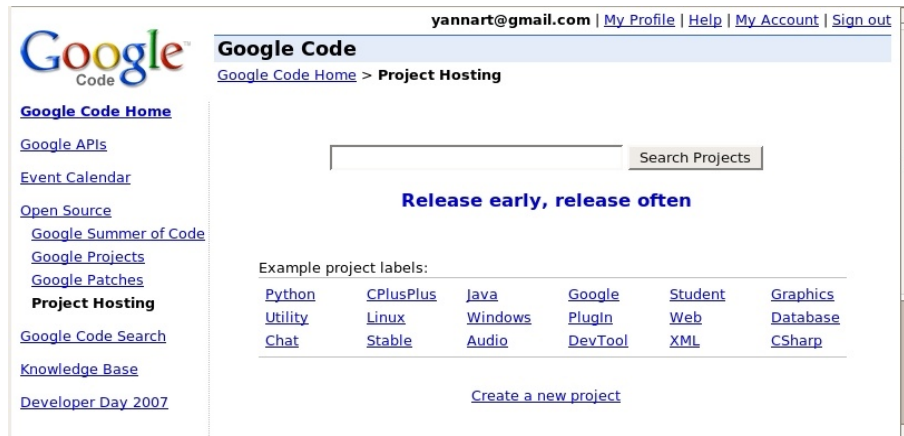 yannart@gmail.com | My Profile | Help | My Account | Sign out
Google Code
Google Code
Google Code Home > Project Hosting
Google Code Home
Google APIs
Event Calendar
Open Source
Google Summer of Code
Google Projects
Google Patches
Project Hosting
Google Code Search
Knowledge Base
Developer Day 2007
Search Projects
Release early, release often
Example project labels:
Python CPlusPlus Java Google Student Graphics
Utility Linux Windows PlugIn Web Database
Chat Stable Audio DevTool XML CSharp
Create a new project